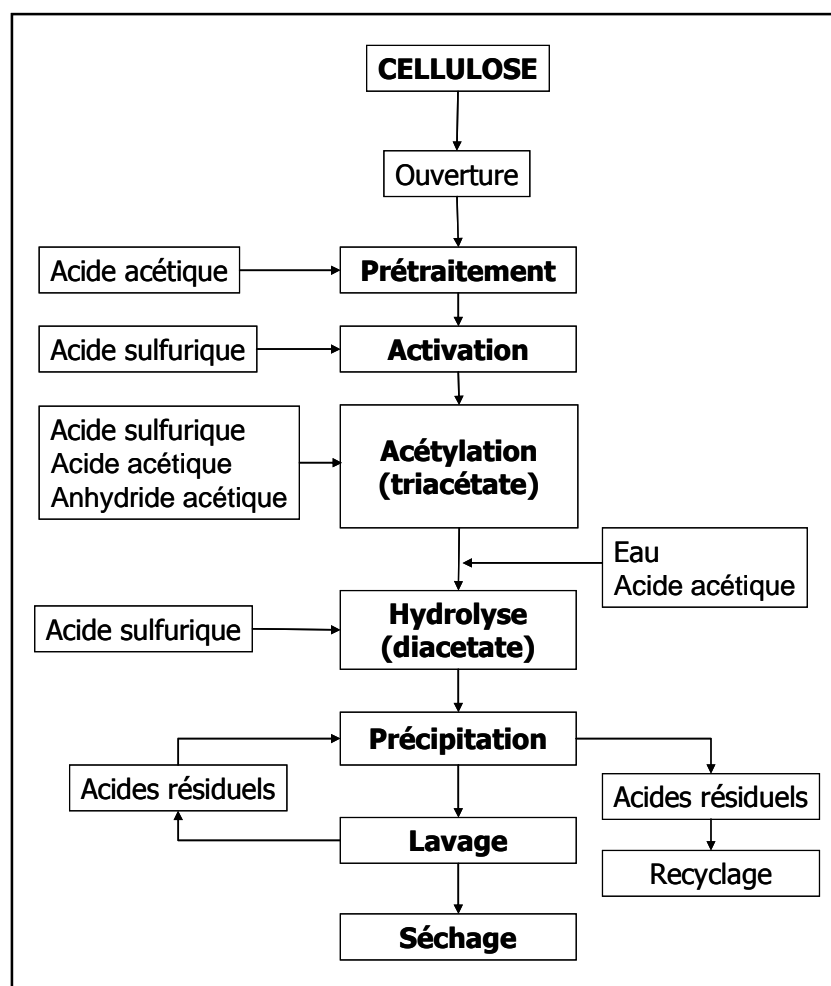 CELLULOSE
Ouverture
Acide acétique
Prétraitement
Acide sulfurique
Activation
Acide sulfurique
Acide acétique
Anhydride acétique
Acétylation
(triacétate)
Eau
Acide acétique
Acide sulfurique
Hydrolyse
(diacetate)
Précipitation
Acides résiduels
Acides résiduels
Lavage
Recyclage
Séchage